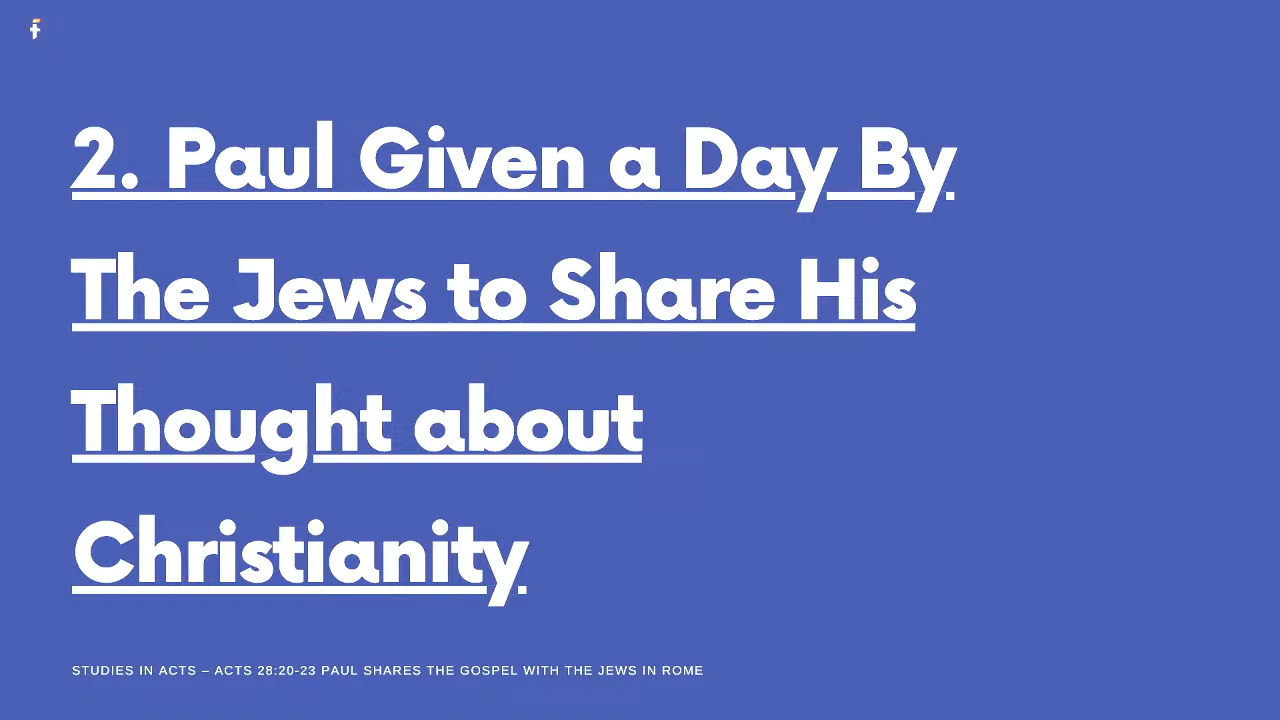 2. Paul Given a Day By
The Jews to Share His
Thought about
Christianity
STUDIES IN ACTS – ACTS 28:20-23 PAUL SHARES THE GOSPEL WITH THE JEWS IN ROME